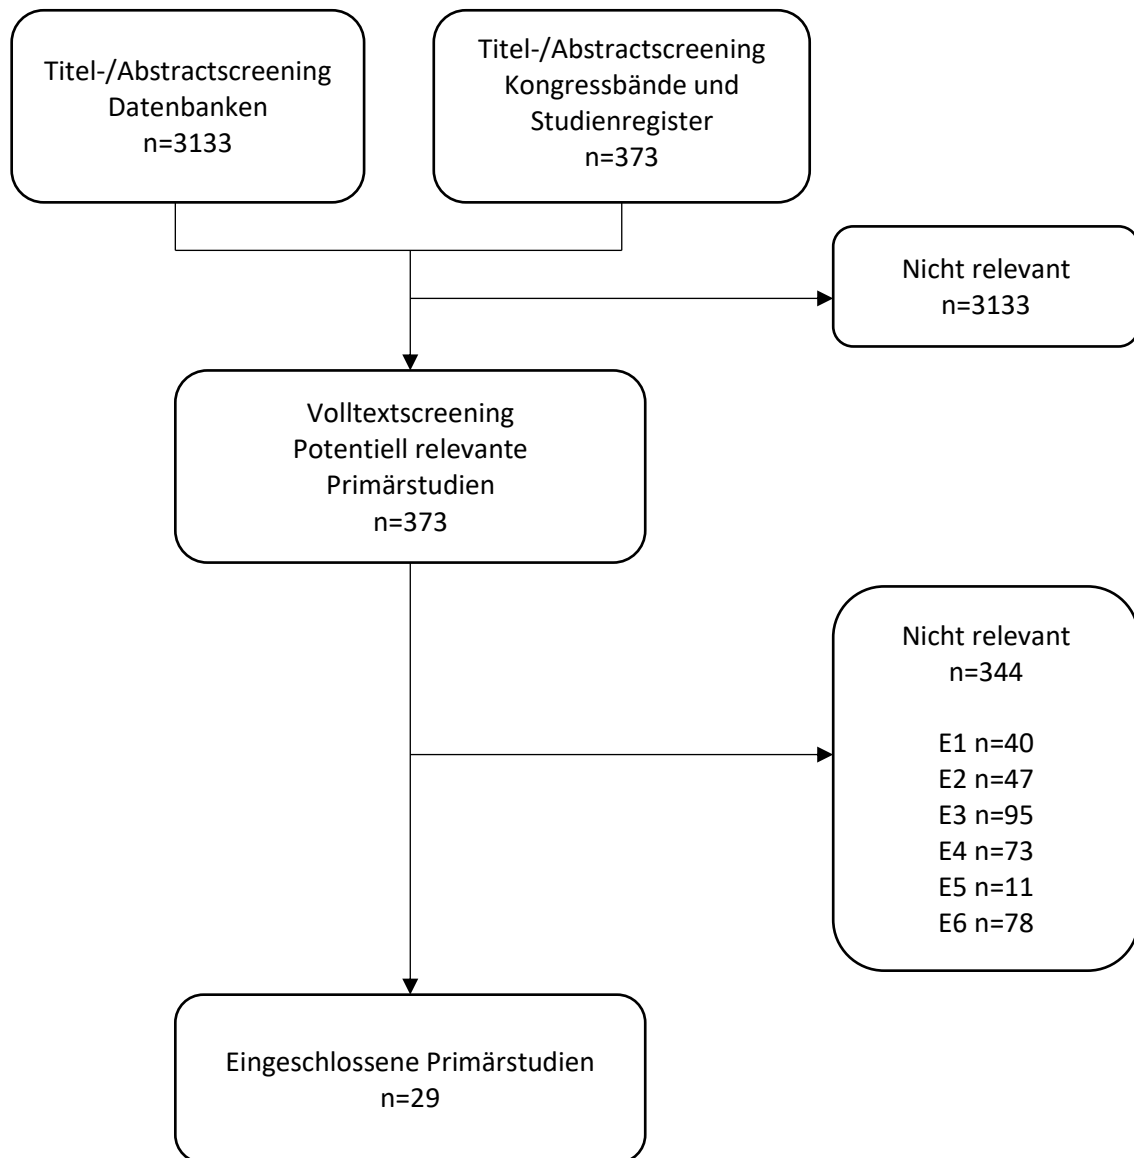 Titel-/Abstractscreening
Datenbanken
n=3133
Titel-/Abstractscreening
Kongressbände und
Studienregister
n=373
Nicht relevant
n=3133
Volltextscreening
Potentiell relevante
Primärstudien
n=373
Nicht relevant
n=344
E1 n=40
E2 n=47
E3 n=95
E4 n=73
E5 n=11
E6 n=78
Eingeschlossene Primärstudien
n=29